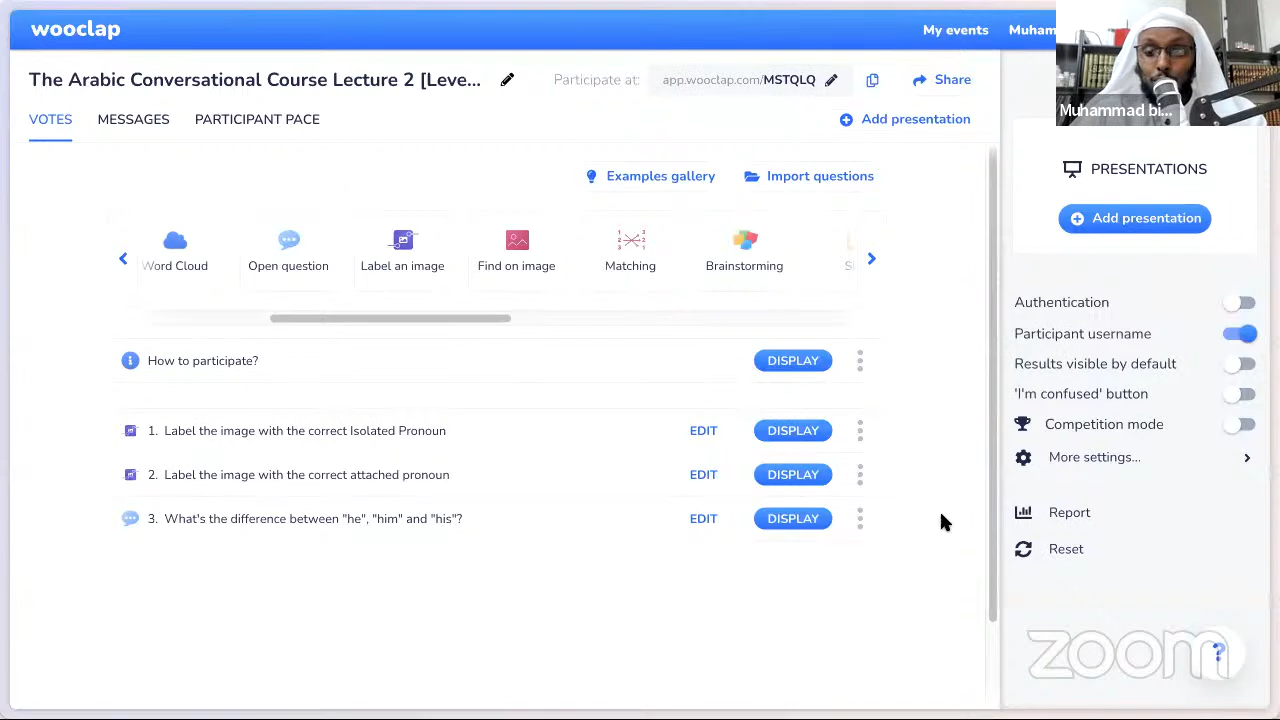 wooclap
My events
Muham
Muhammad bi...
The Arabic Conversational Course Lecture 2 [Leve...
Participate at:
app.wooclap.com/MSTQLQ
Share
VOTES
MESSAGES
PARTICIPANT PACE
Add presentation
Examples gallery
Import questions
Word Cloud
Open question
Label an image
Find on image
Matching
Brainstorming
How to participate?
DISPLAY
1. Label the image with the correct Isolated Pronoun
EDIT
DISPLAY
2. Label the image with the correct attached pronoun
EDIT
DISPLAY
3. What's the difference between "he", "him" and "his"?
EDIT
DISPLAY
PRESENTATIONS
Add presentation
Authentication
Participant username
Results visible by default
'I'm confused' button
Competition mode
More settings...
Report
Reset
zoom
?